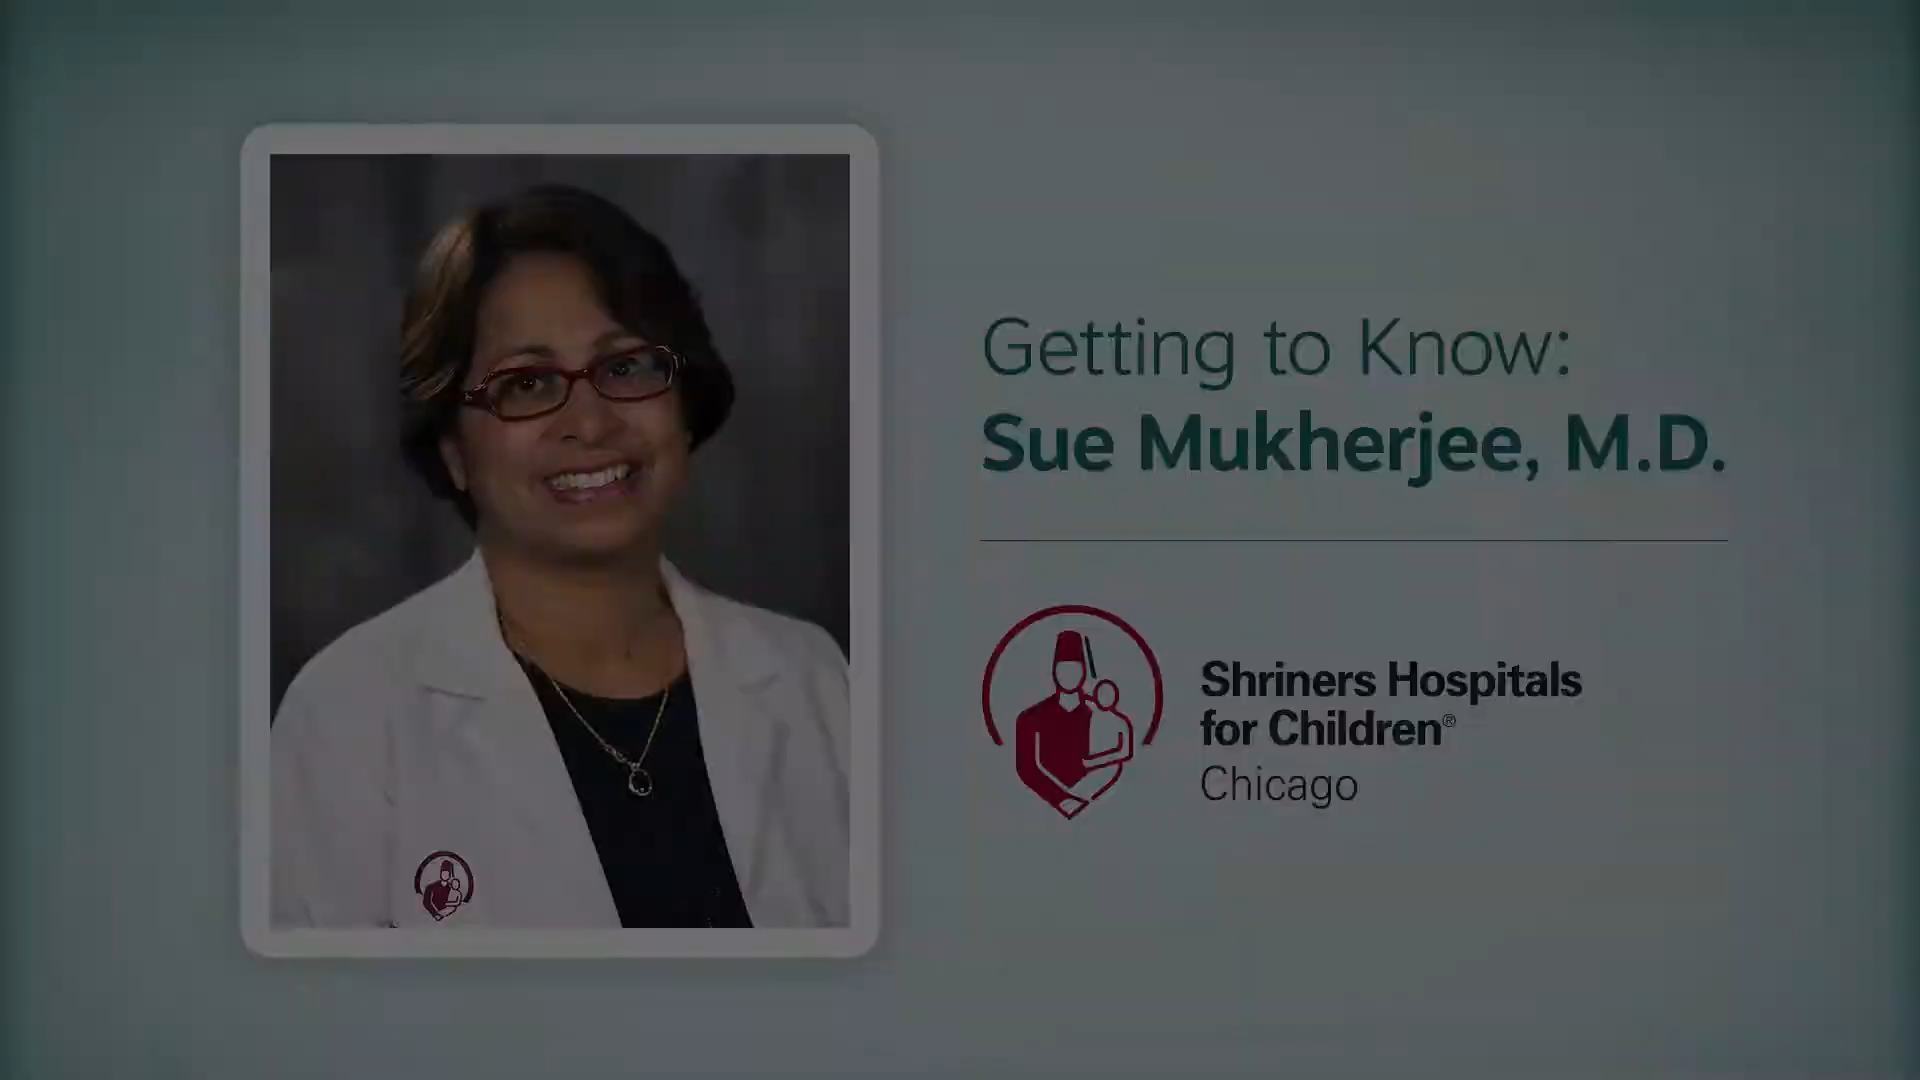 Getting to Know:
Sue Mukherjee, M.D.
Shriners Hospitals
for Children®
Chicago